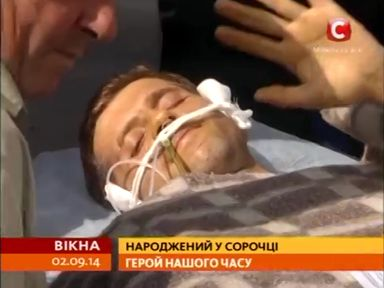 C
ВІКНА
02.09.14
НАРОДЖЕНИЙ У СОРОЧЦІ
ГЕРОЙ НАШОГО ЧАСУ